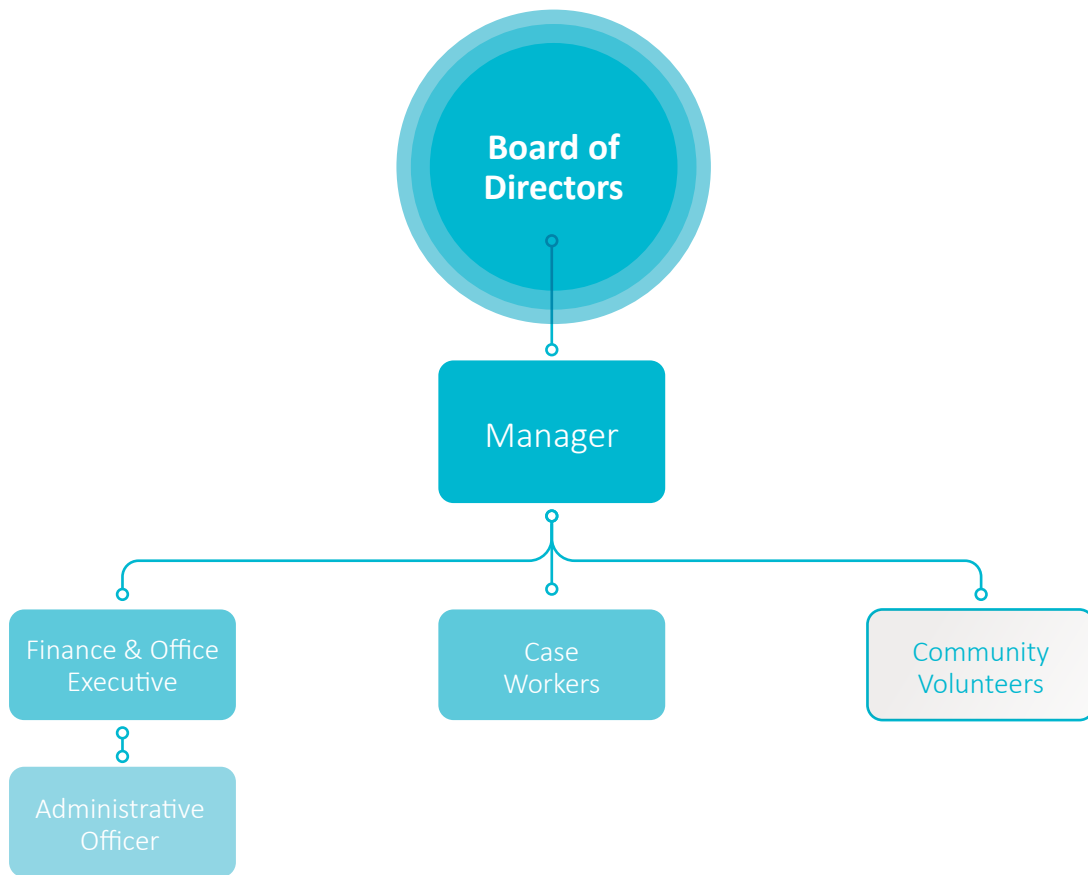 Board of
Directors
Manager
Finance & Office
Executive
Case
Workers
Community
Volunteers
Administrative
Officer